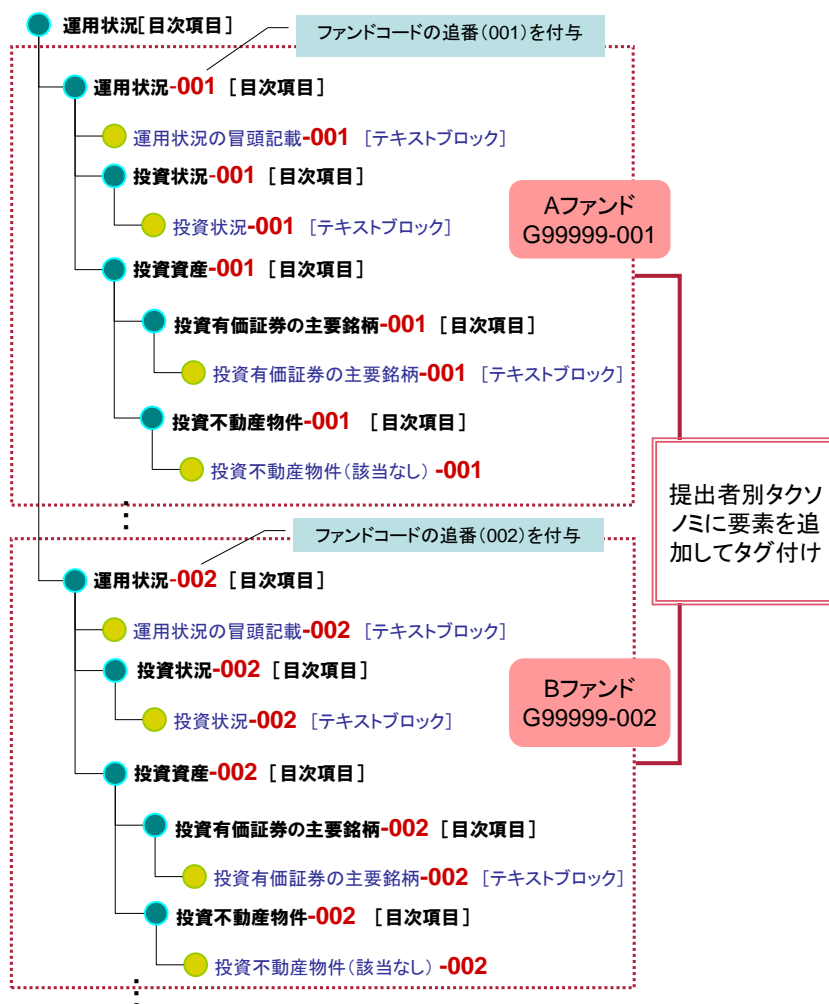 運用状況[目次項目]
ファンドコードの追番(001)を付与
運用状況-001 [目次項目]
運用状況の冒頭記載-001 [テキストブロック]
投資状況-001 [目次項目]
投資状況-001 [テキストブロック]
Aファンド
G99999-001
投資資産-001 [目次項目]
投資有価証券の主要銘柄-001 [目次項目]
投資有価証券の主要銘柄-001 [テキストブロック]
投資不動産物件-001 [目次項目]
投資不動産物件(該当なし) -001
提出者別タクソ
ノミに要素を追
加してタグ付け
ファンドコードの追番(002)を付与
運用状況-002 [目次項目]
運用状況の冒頭記載-002 [テキストブロック]
投資状況-002 [目次項目]
投資状況-002 [テキストブロック]
Bファンド
G99999-002
投資資産-002 [目次項目]
投資有価証券の主要銘柄-002 [目次項目]
投資有価証券の主要銘柄-002 [テキストブロック]
投資不動産物件-002 [目次項目]
投資不動産物件(該当なし) -002